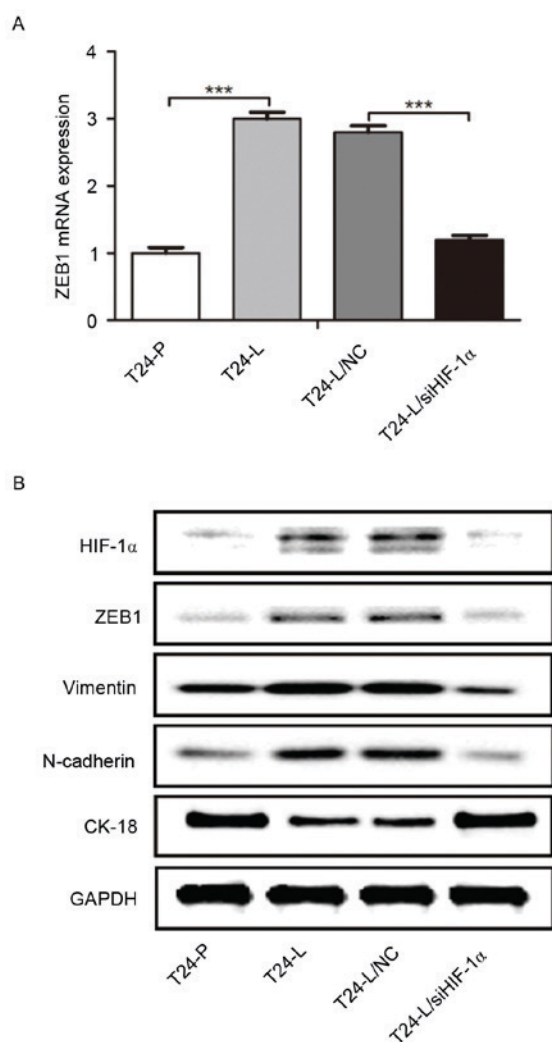 A
ZEB1 mRNA expression
4
3
2
1
0
***
***
T24-P
T24-L
T24-L/NC
T24-L/siHIF-1α
B
HIF-1α
ZEB1
Vimentin
N-cadherin
CK-18
GAPDH
T24-P
T24-L
T24-L/NC
T24-L/siHIF-1α